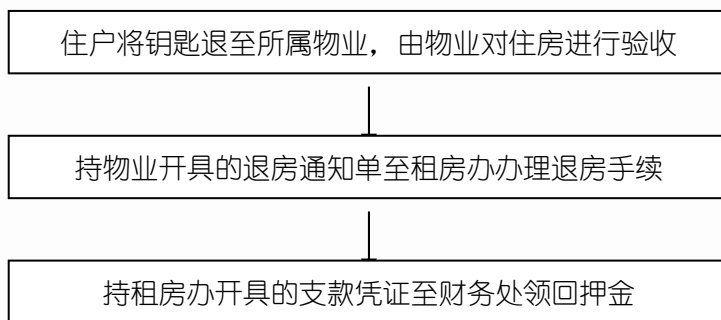 住户将钥匙退至所属物业，由物业对住房进行验收
持物业开具的退房通知单至租房办办理退房手续
持租房办开具的支款凭证至财务处领回押金